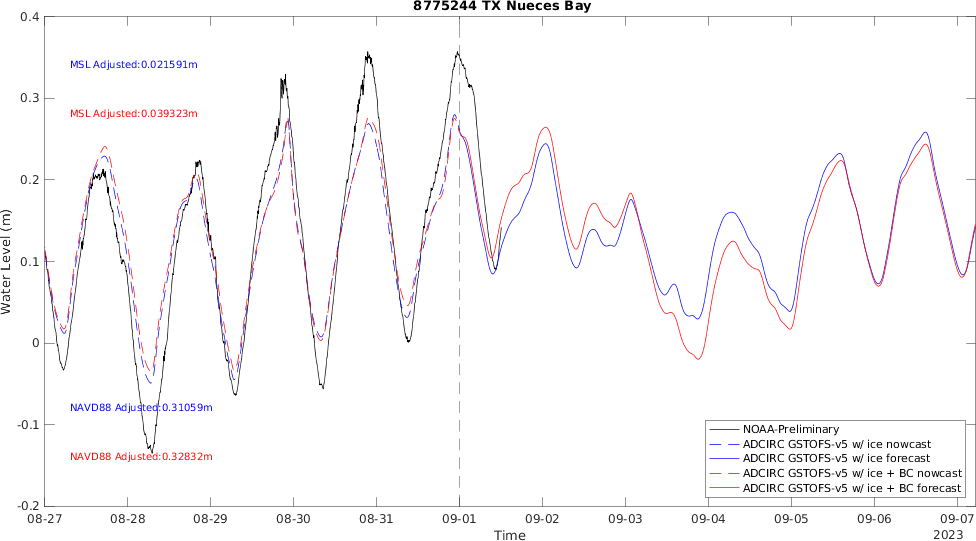 8775244 TX Nueces Bay
0.4
MSL Adjusted:0.021591m
0.3
MSL Adjusted:0.039323m
0.2
Water Level (m)
0.1
0
NAVD88 Adjusted:0.31059m
-0.1
NAVD88 Adjusted:0.32832m
-0.2
NOAA-Preliminary
ADCIRC GSTOFS-v5 w/ ice nowcast
ADCIRC GSTOFS-v5 w/ ice forecast
ADCIRC GSTOFS-v5 w/ ice + BC nowcast
ADCIRC GSTOFS-v5 w/ ice + BC forecast
08-27 08-28 08-29 08-30 08-31 09-01 09-02 09-03 09-04 09-05 09-06 09-07
Time
2023